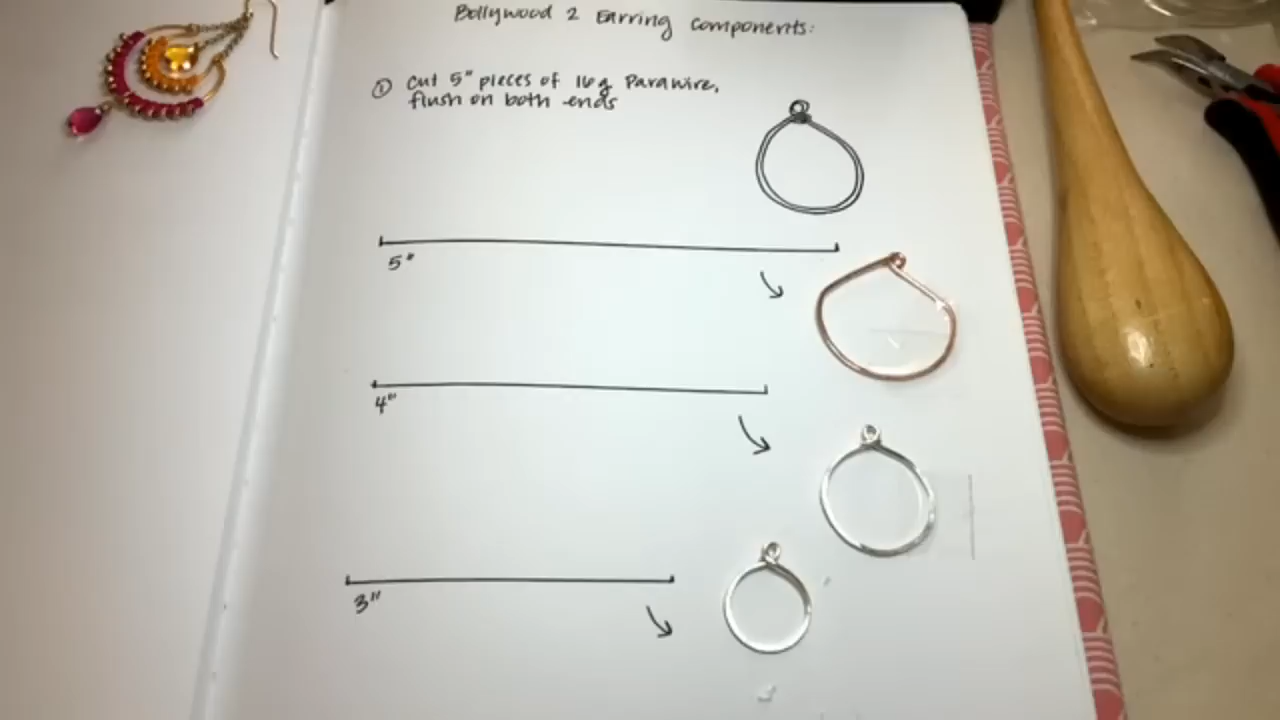 Bollywood 2 Earring Components:
① Cut 5" pieces of 16g Parawire,
flush on both ends
5"
4"
3"